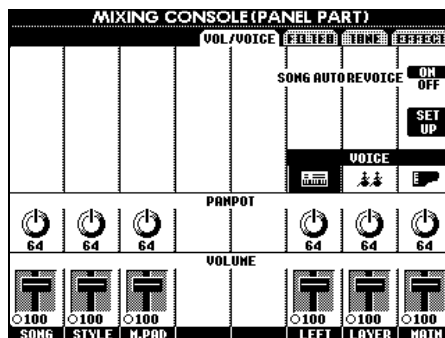 MIXING CONSOLE(PANEL PART)
VOL/VOICE FILTER TUNE EFFECT
SONG AUTO REVOICE ON
OFF
SET
UP
VOICE
PANPOT
64 64 64 64 64 64
VOLUME
100 100 100 100 100 100
SONG STYLE M.PAD LEFT LAYER MAIN